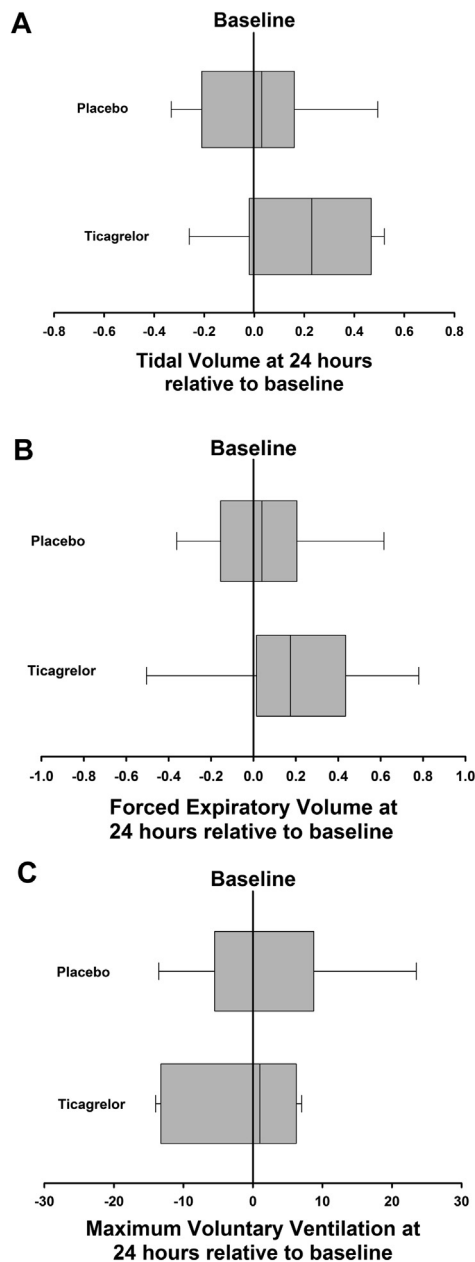 A
Baseline
Placebo
Ticagrelor
-0.8 -0.6 -0.4 -0.2 0.0 0.2 0.4 0.6 0.8
Tidal Volume at 24 hours
relative to baseline
B
Baseline
Placebo
Ticagrelor
-1.0 -0.8 -0.6 -0.4 -0.2 0.0 0.2 0.4 0.6 0.8 1.0
Forced Expiratory Volume at
24 hours relative to baseline
C
Baseline
Placebo
Ticagrelor
-30 -20 -10 0 10 20 30
Maximum Voluntary Ventilation at
24 hours relative to baseline